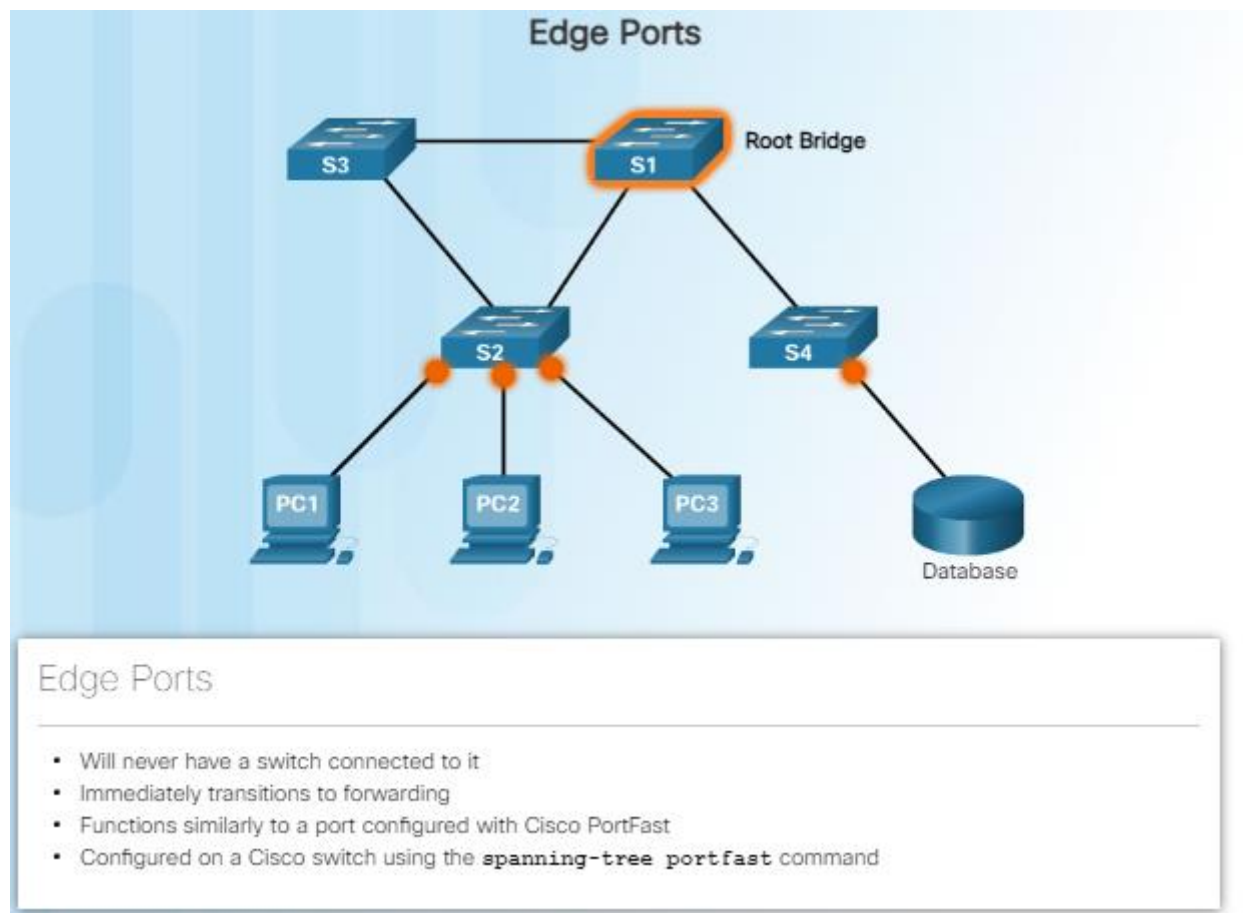 Edge Ports
S3
S1
Root Bridge
S2
S4
PC1
PC2
PC3
Database
Edge Ports
• Will never have a switch connected to it
• Immediately transitions to forwarding
• Functions similarly to a port configured with Cisco PortFast
• Configured on a Cisco switch using the spanning-tree portfast command